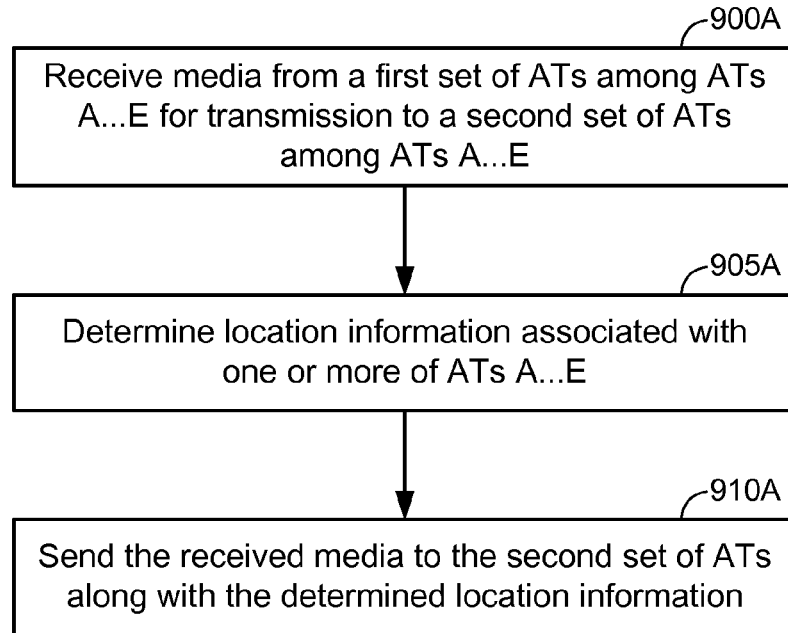 900A
Receive media from a first set of ATs among ATs
A...E for transmission to a second set of ATs
among ATs A...E
905A
Determine location information associated with
one or more of ATs A...E
910A
Send the received media to the second set of ATs
along with the determined location information